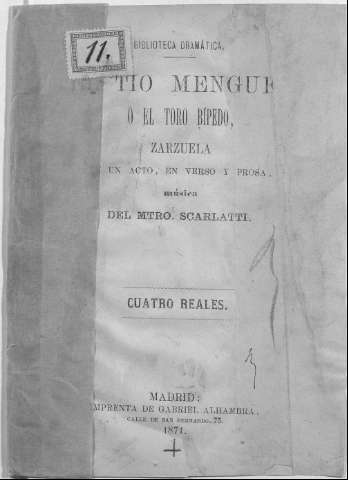 11.
BIBLIOTECA DRAMÁTICA.
TIO MENGUE
Ó EL TORO BÍPEDO,
ZARZUELA
UN ACTO, EN VERSO Y PROSA,
música
DEL MTRO. SCARLATTI.
CUATRO REALES.
MADRID:
IMPRENTA DE GABRIEL ALHAMBRA.
CALLE DE SAN BERNARDO, 73.
1871.